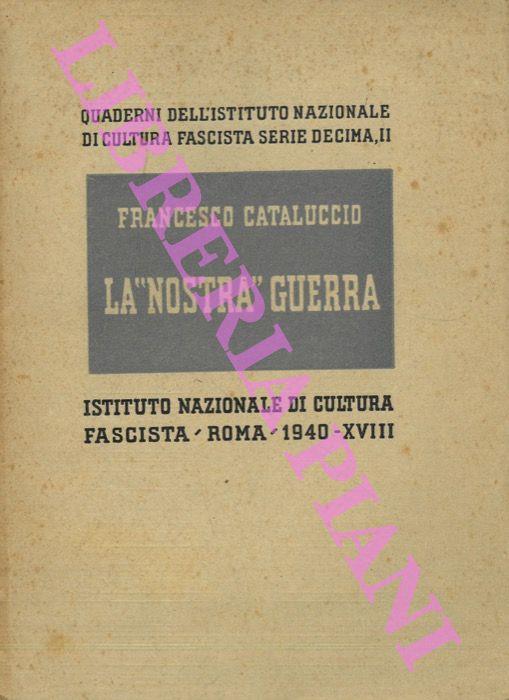 QUADERNI DELL'ISTITUTO NAZIONALE
DI CULTURA FASCISTA SERIE DECIMA, II
FRANCESCO CATALUCCIO
LA "NOSTRA" GUERRA
ISTITUTO NAZIONALE DI CULTURA
FASCISTA - ROMA - 1940 - XVIII
LIBRERIA PIANI